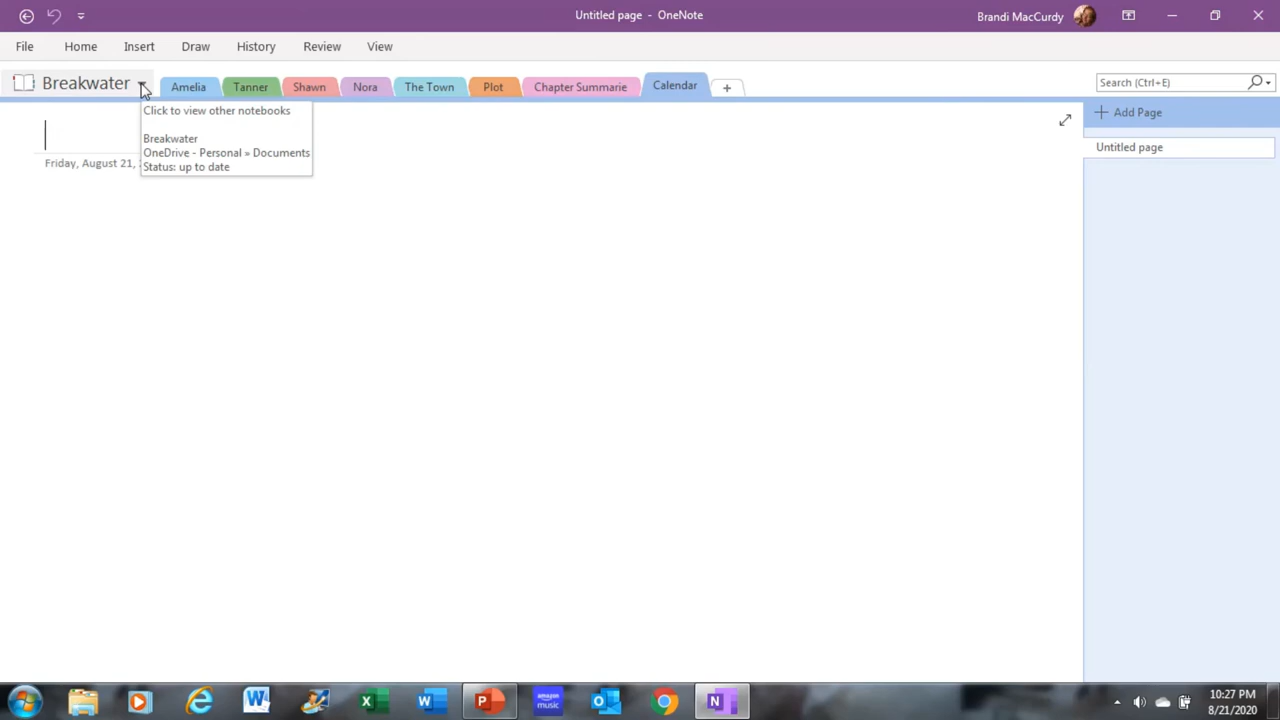 Untitled page - OneNote
Brandi MacCurdy
File Home Insert Draw History Review View
Breakwater
Amelia Tanner Shawn Nora The Town Plot Chapter Summarie Calendar +
Search (Ctrl+E)
Click to view other notebooks
Breakwater
OneDrive - Personal » Documents
Status: up to date
Friday, August 21,
Add Page
Untitled page
amazon music
10:27 PM
8/21/2020